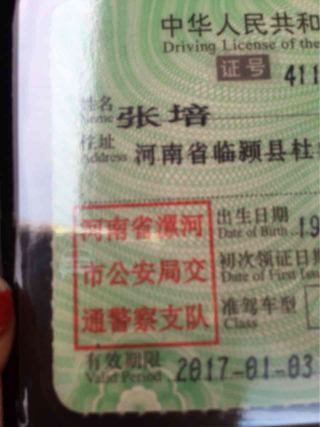 中华人民共和
Driving License of the
证号 411
姓名 张培
Name
住址 河南省临颍县杜
Address
河南省漯河
市公安局交
通警察支队
出生日期 19
Date of Birth
初次领证日期
Date of First Issu
准驾车型
Class
有效期限 2017-01-03
Valid Period